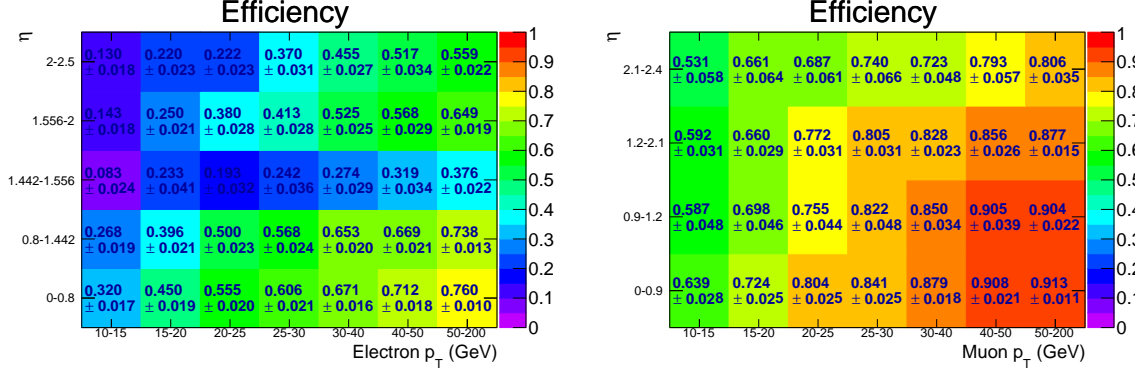 Efficiency
η
2-2.5
1.556-2
1.442-1.556
0.8-1.442
0-0.8
0.130 0.220 0.222 0.370 0.455 0.517 0.559
± 0.018 ± 0.023 ± 0.023 ± 0.031 ± 0.027 ± 0.034 ± 0.022
0.143 0.250 0.380 0.413 0.525 0.568 0.649
± 0.018 ± 0.021 ± 0.028 ± 0.028 ± 0.025 ± 0.029 ± 0.019
0.083 0.233 0.193 0.242 0.274 0.319 0.376
± 0.024 ± 0.041 ± 0.032 ± 0.036 ± 0.029 ± 0.034 ± 0.022
0.268 0.396 0.500 0.568 0.653 0.669 0.738
± 0.019 ± 0.021 ± 0.023 ± 0.024 ± 0.020 ± 0.021 ± 0.013
0.320 0.450 0.555 0.606 0.671 0.712 0.760
± 0.017 ± 0.019 ± 0.020 ± 0.021 ± 0.016 ± 0.018 ± 0.010
10-15 15-20 20-25 25-30 30-40 40-50 50-200
Electron p_T (GeV)
1
0.9
0.8
0.7
0.6
0.5
0.4
0.3
0.2
0.1
0
Efficiency
η
2.1-2.4
1.2-2.1
0.9-1.2
0-0.9
0.531 0.661 0.687 0.740 0.723 0.793 0.806
± 0.058 ± 0.064 ± 0.061 ± 0.066 ± 0.048 ± 0.057 ± 0.035
0.592 0.660 0.772 0.805 0.828 0.856 0.877
± 0.031 ± 0.029 ± 0.031 ± 0.031 ± 0.023 ± 0.026 ± 0.015
0.587 0.698 0.755 0.822 0.850 0.905 0.904
± 0.048 ± 0.046 ± 0.044 ± 0.048 ± 0.034 ± 0.039 ± 0.022
0.639 0.724 0.804 0.841 0.879 0.908 0.913
± 0.028 ± 0.025 ± 0.025 ± 0.025 ± 0.018 ± 0.021 ± 0.011
10-15 15-20 20-25 25-30 30-40 40-50 50-200
Muon p_T (GeV)
1
0.9
0.8
0.7
0.6
0.5
0.4
0.3
0.2
0.1
0